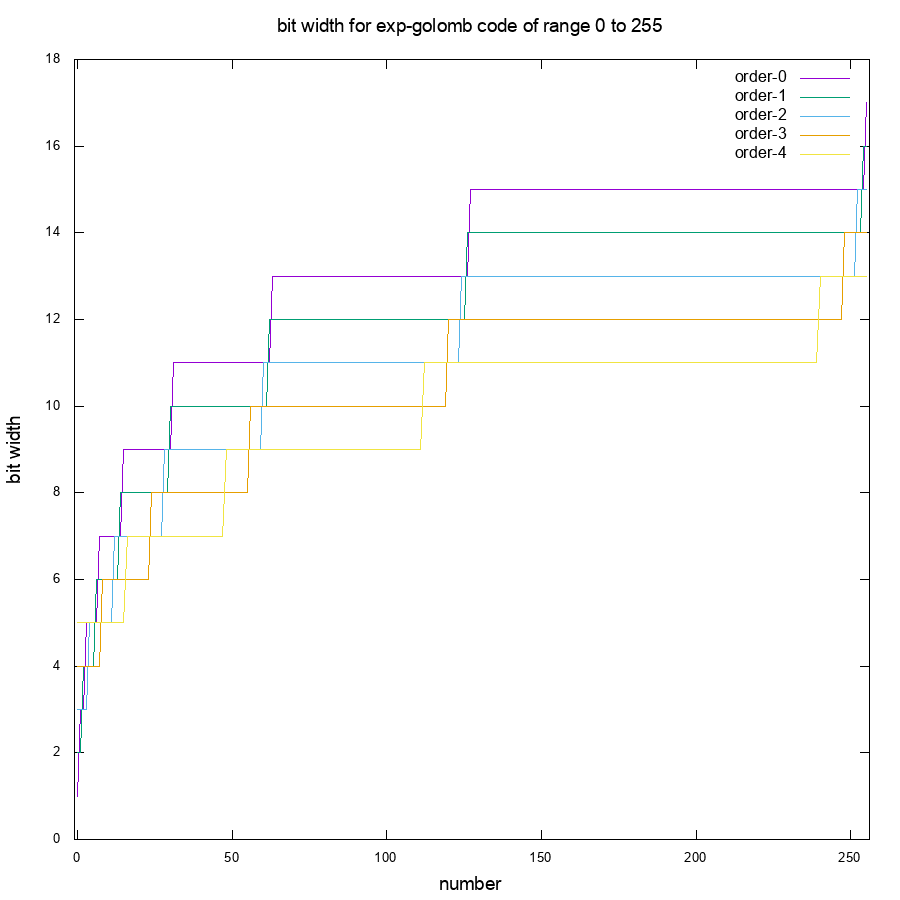 bit width for exp-golomb code of range 0 to 255
18
order-0
order-1
order-2
order-3
order-4
16
14
12
10
8
6
4
2
0
bit width
0 50 100 150 200 250
number